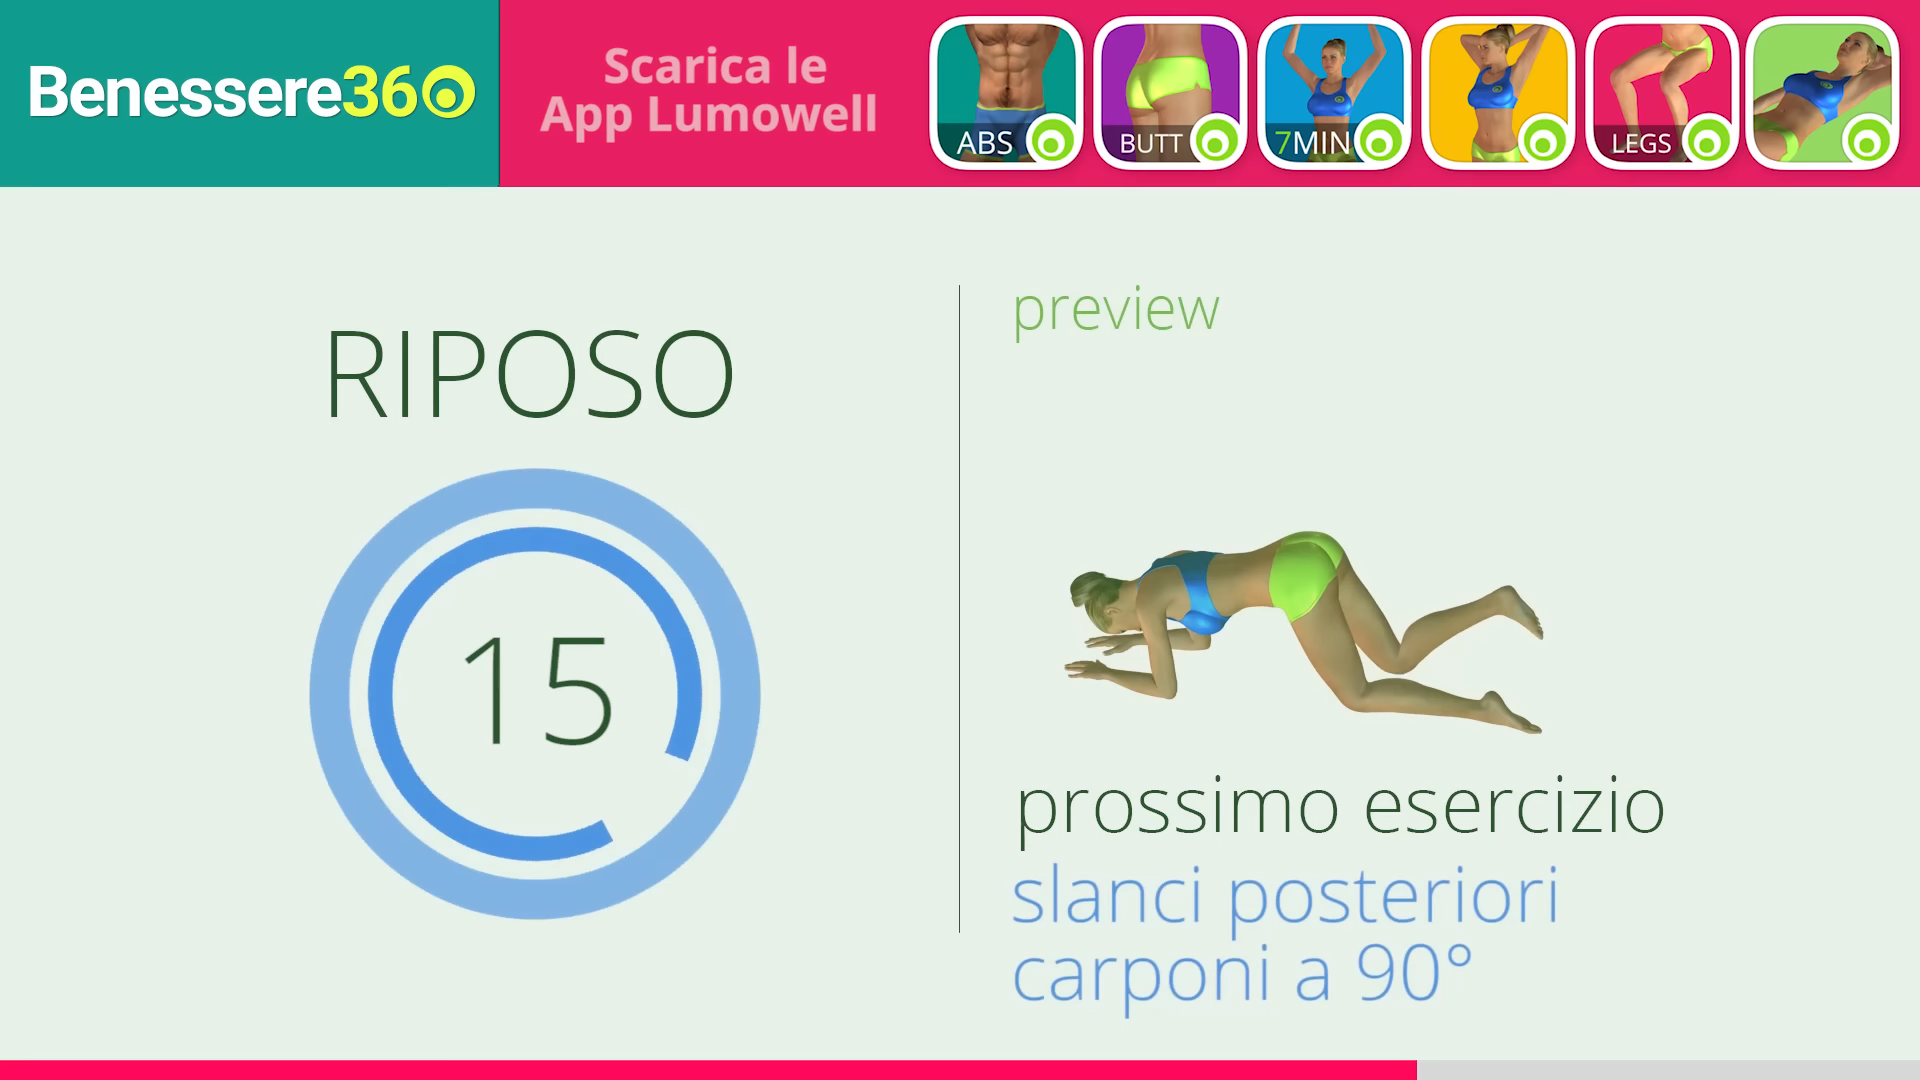 Benessere360
Scarica le
App Lumowell
ABS
BUTT
7MIN
LEGS
RIPOSO
15
preview
prossimo esercizio
slanci posteriori
carponi a 90°